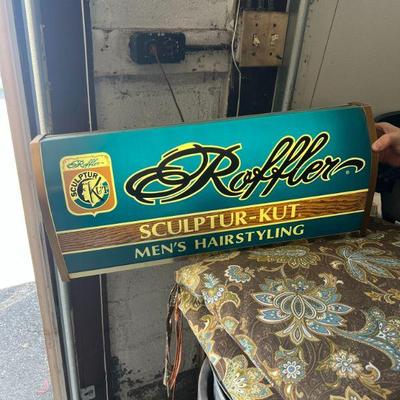 Roffler
SCULPTUR
KUT
Roffler®
SCULPTUR-KUT®
MEN'S HAIRSTYLING